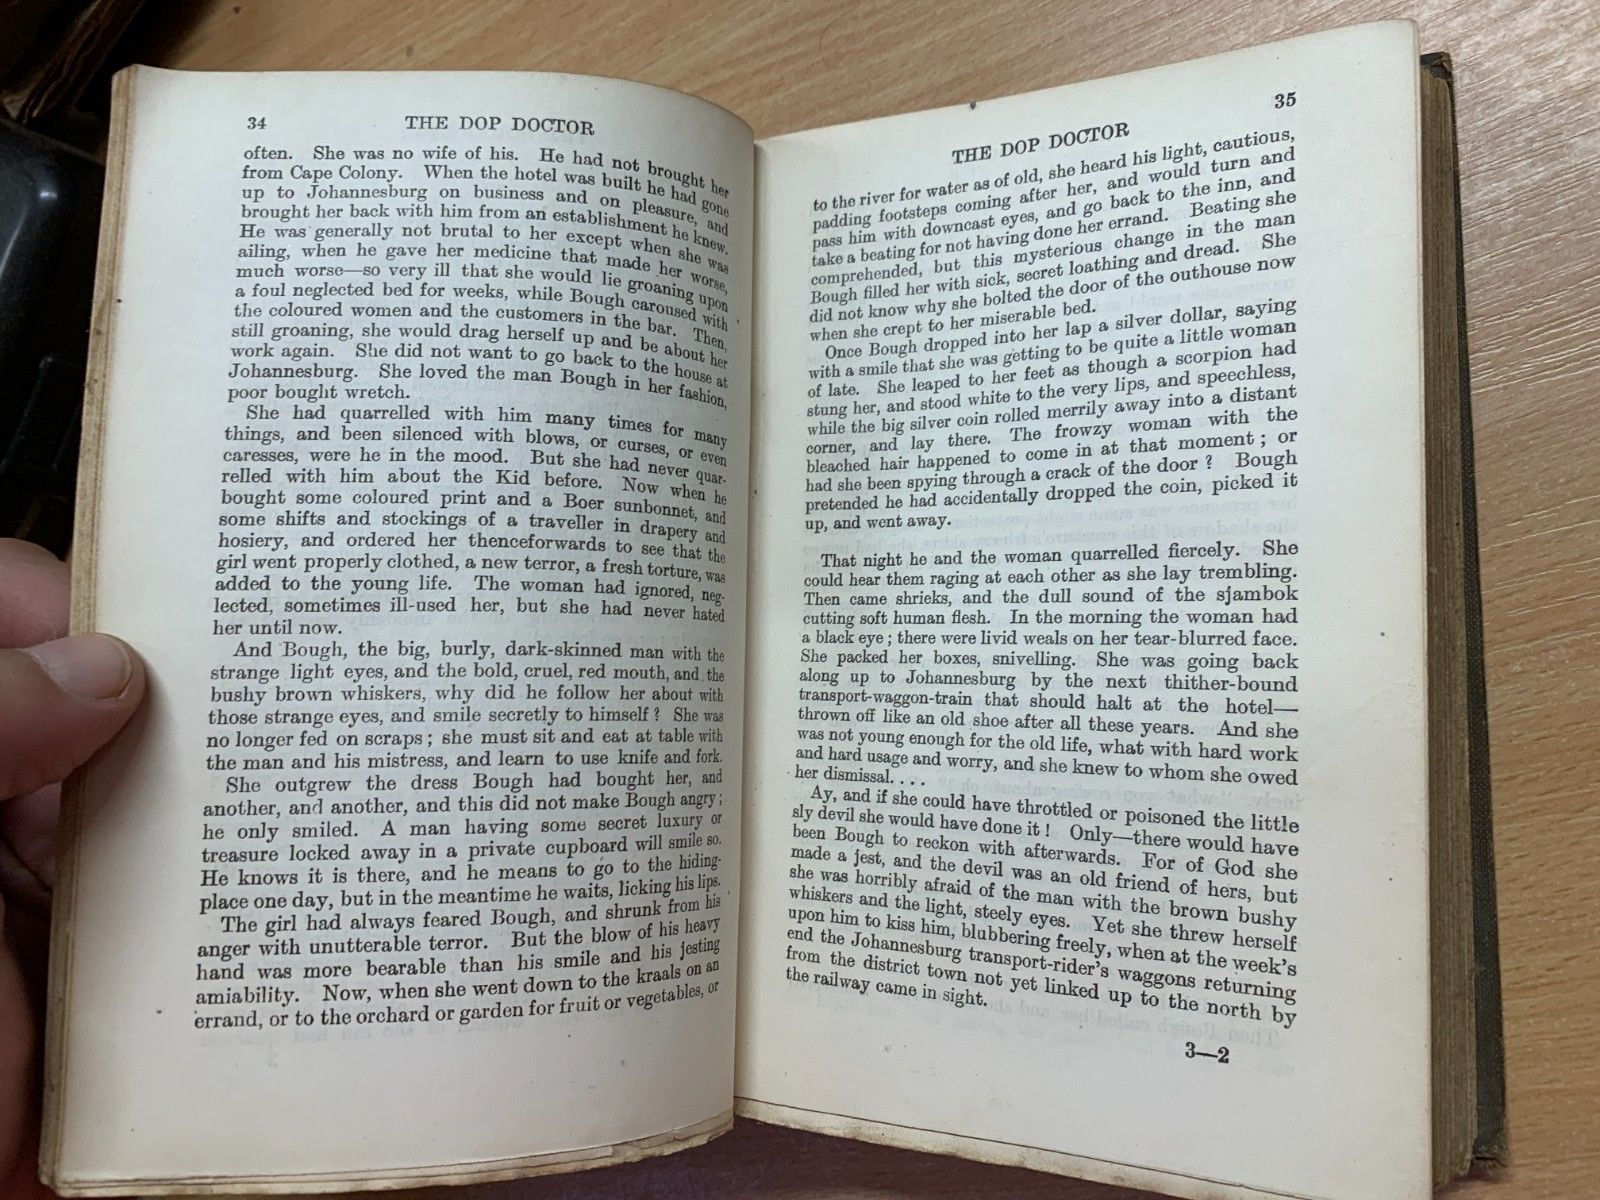 34
THE DOP DOCTOR
often. She was no wife of his. He had not brought her
from Cape Colony. When the hotel was built he had gone
up to Johannesburg on business and on pleasure, and
brought her back with him from an establishment he knew.
He was generally not brutal to her except when she was
ailing, when he gave her medicine that made her worse,
much worse—so very ill that she would lie groaning upon
a foul neglected bed for weeks, while Bough caroused with
the coloured women and the customers in the bar. Then,
still groaning, she would drag herself up and be about her
work again. She did not want to go back to the house at
Johannesburg. She loved the man Bough in her fashion,
poor bought wretch.
She had quarrelled with him many times for many
things, and been silenced with blows, or curses, or even
caresses, were he in the mood. But she had never quar-
relled with him about the Kid before. Now when he
bought some coloured print and a Boer sunbonnet, and
some shifts and stockings of a traveller in drapery and
hosiery, and ordered her thenceforwards to see that the
girl went properly clothed, a new terror, a fresh torture, was
added to the young life. The woman had ignored, neg-
lected, sometimes ill-used her, but she had never hated
her until now.
And Bough, the big, burly, dark-skinned man with the
strange light eyes, and the bold, cruel, red mouth, and the
bushy brown whiskers, why did he follow her about with
those strange eyes, and smile secretly to himself? She was
no longer fed on scraps; she must sit and eat at table with
the man and his mistress, and learn to use knife and fork.
She outgrew the dress Bough had bought her, and
another, and another, and this did not make Bough angry;
he only smiled. A man having some secret luxury or
treasure locked away in a private cupboard will smile so.
He knows it is there, and he means to go to the hiding-
place one day, but in the meantime he waits, licking his lips.
The girl had always feared Bough, and shrunk from his
anger with unutterable terror. But the blow of his heavy
hand was more bearable than his smile and his jesting
amiability. Now, when she went down to the kraals on an
errand, or to the orchard or garden for fruit or vegetables, or
THE DOP DOCTOR
35
to the river for water as of old, she heard his light, cautious,
padding footsteps coming after her, and would turn and
pass him with downcast eyes, and go back to the inn, and
take a beating for not having done her errand. Beating she
comprehended, but this mysterious change in the man
Bough filled her with sick, secret loathing and dread. She
did not know why she bolted the door of the outhouse now
when she crept to her miserable bed.
Once Bough dropped into her lap a silver dollar, saying
with a smile that she was getting to be quite a little woman
of late. She leaped to her feet as though a scorpion had
stung her, and stood white to the very lips, and speechless,
while the big silver coin rolled merrily away into a distant
corner, and lay there. The frowzy woman with the
bleached hair happened to come in at that moment; or
had she been spying through a crack of the door? Bough
pretended he had accidentally dropped the coin, picked it
up, and went away.
That night he and the woman quarrelled fiercely. She
could hear them raging at each other as she lay trembling.
Then came shrieks, and the dull sound of the sjambok
cutting soft human flesh. In the morning the woman had
a black eye; there were livid weals on her tear-blurred face.
She packed her boxes, snivelling. She was going back
along up to Johannesburg by the next thither-bound
transport-waggon-train that should halt at the hotel—
thrown off like an old shoe after all these years. And she
was not young enough for the old life, what with hard work
and hard usage and worry, and she knew to whom she owed
her dismissal. . . .
Ay, and if she could have throttled or poisoned the little
sly devil she would have done it! Only—there would have
been Bough to reckon with afterwards. For of God she
made a jest, and the devil was an old friend of hers, but
she was horribly afraid of the man with the brown bushy
whiskers and the light, steely eyes. Yet she threw herself
upon him to kiss him, blubbering freely, when at the week's
end the Johannesburg transport-rider's waggons returning
from the district town not yet linked up to the north by
the railway came in sight.
3—2